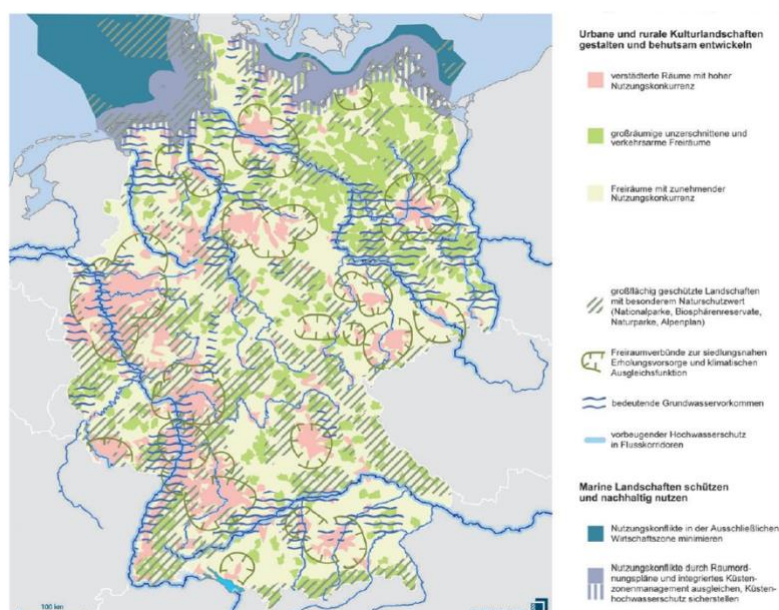 Urbane und rurale Kulturlandschaften
gestalten und behutsam entwickeln
verstädterte Räume mit hoher
Nutzungskonkurrenz
großräumige unzerschnittene und
verkehrsarme Freiräume
Freiräume mit zunehmender
Nutzungskonkurrenz
großflächig geschützte Landschaften
mit besonderem Naturschutzwert
(Nationalparke, Biosphärenreservate,
Naturparke, Alpenplan)
Freiraumverbünde zur siedlungsnahen
Erholungsvorsorge und klimatischen
Ausgleichsfunktion
bedeutende Grundwasservorkommen
vorbeugender Hochwasserschutz
in Flusskorridoren
Marine Landschaften schützen
und nachhaltig nutzen
Nutzungskonflikte in der Ausschließlichen
Wirtschaftszone minimieren
Nutzungskonflikte durch Raumord-
nungspläne und integriertes Küsten-
zonenmanagement ausgleichen, Küsten-
hochwasserschutz sicherstellen
100 km